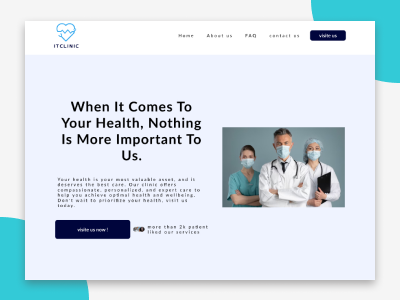 ITCLINIC
Home About us FAQ contact us visite us
When It Comes To
Your Health, Nothing
Is More Important To
Us.
Your health is your most valuable asset, and it
deserves the best care. Our clinic offers
compassionate, personalized, and expert care to
help you achieve optimal health and wellbeing.
Don't wait to prioritize your health, visit us
today.
visite us now !
more than 2k patient
liked our services